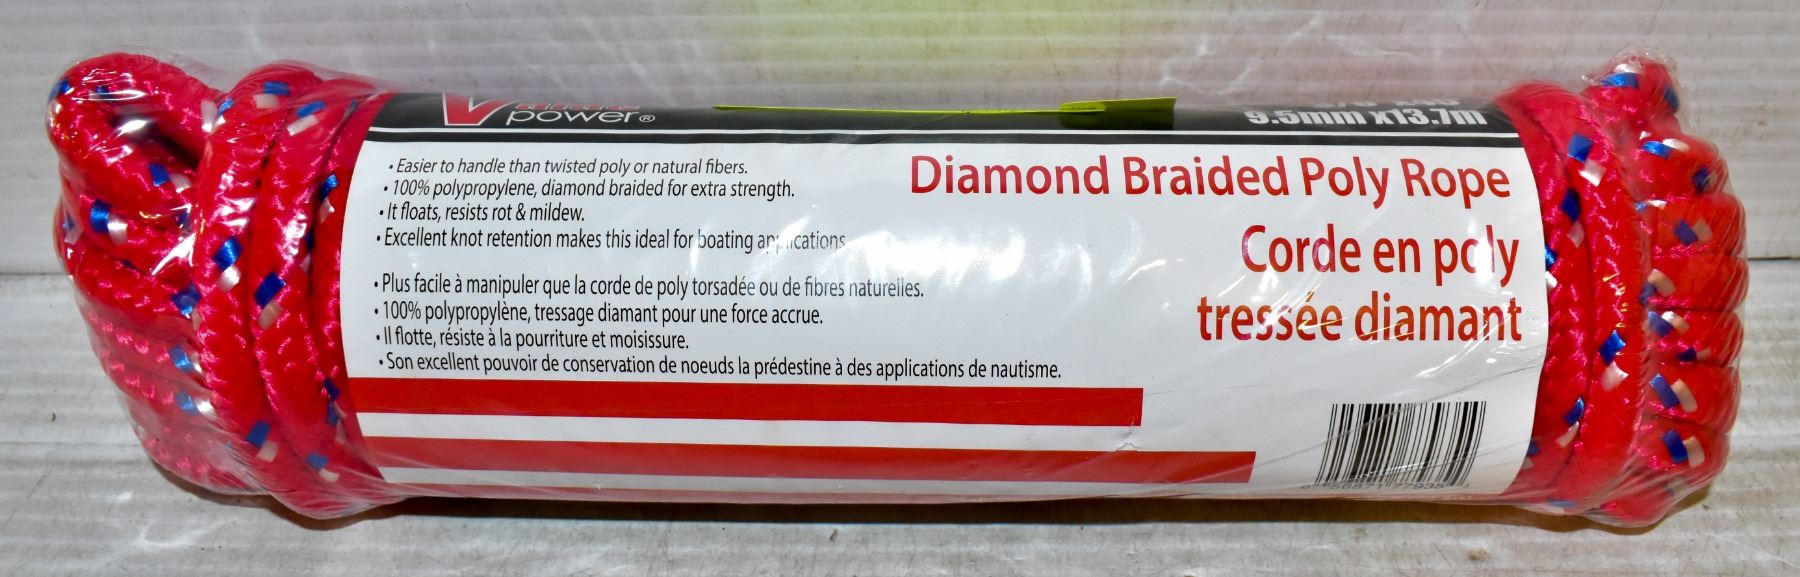 power®
9.5mm x13.7m
Diamond Braided Poly Rope
Corde en poly
tressée diamant
• Easier to handle than twisted poly or natural fibers.
• 100% polypropylene, diamond braided for extra strength.
• It floats, resists rot & mildew.
• Excellent knot retention makes this ideal for boating applications
• Plus facile à manipuler que la corde de poly torsadée ou de fibres naturelles.
• 100% polypropylène, tressage diamant pour une force accrue.
• Il flotte, résiste à la pourriture et moisissure.
• Son excellent pouvoir de conservation de noeuds la prédestine à des applications de nautisme.